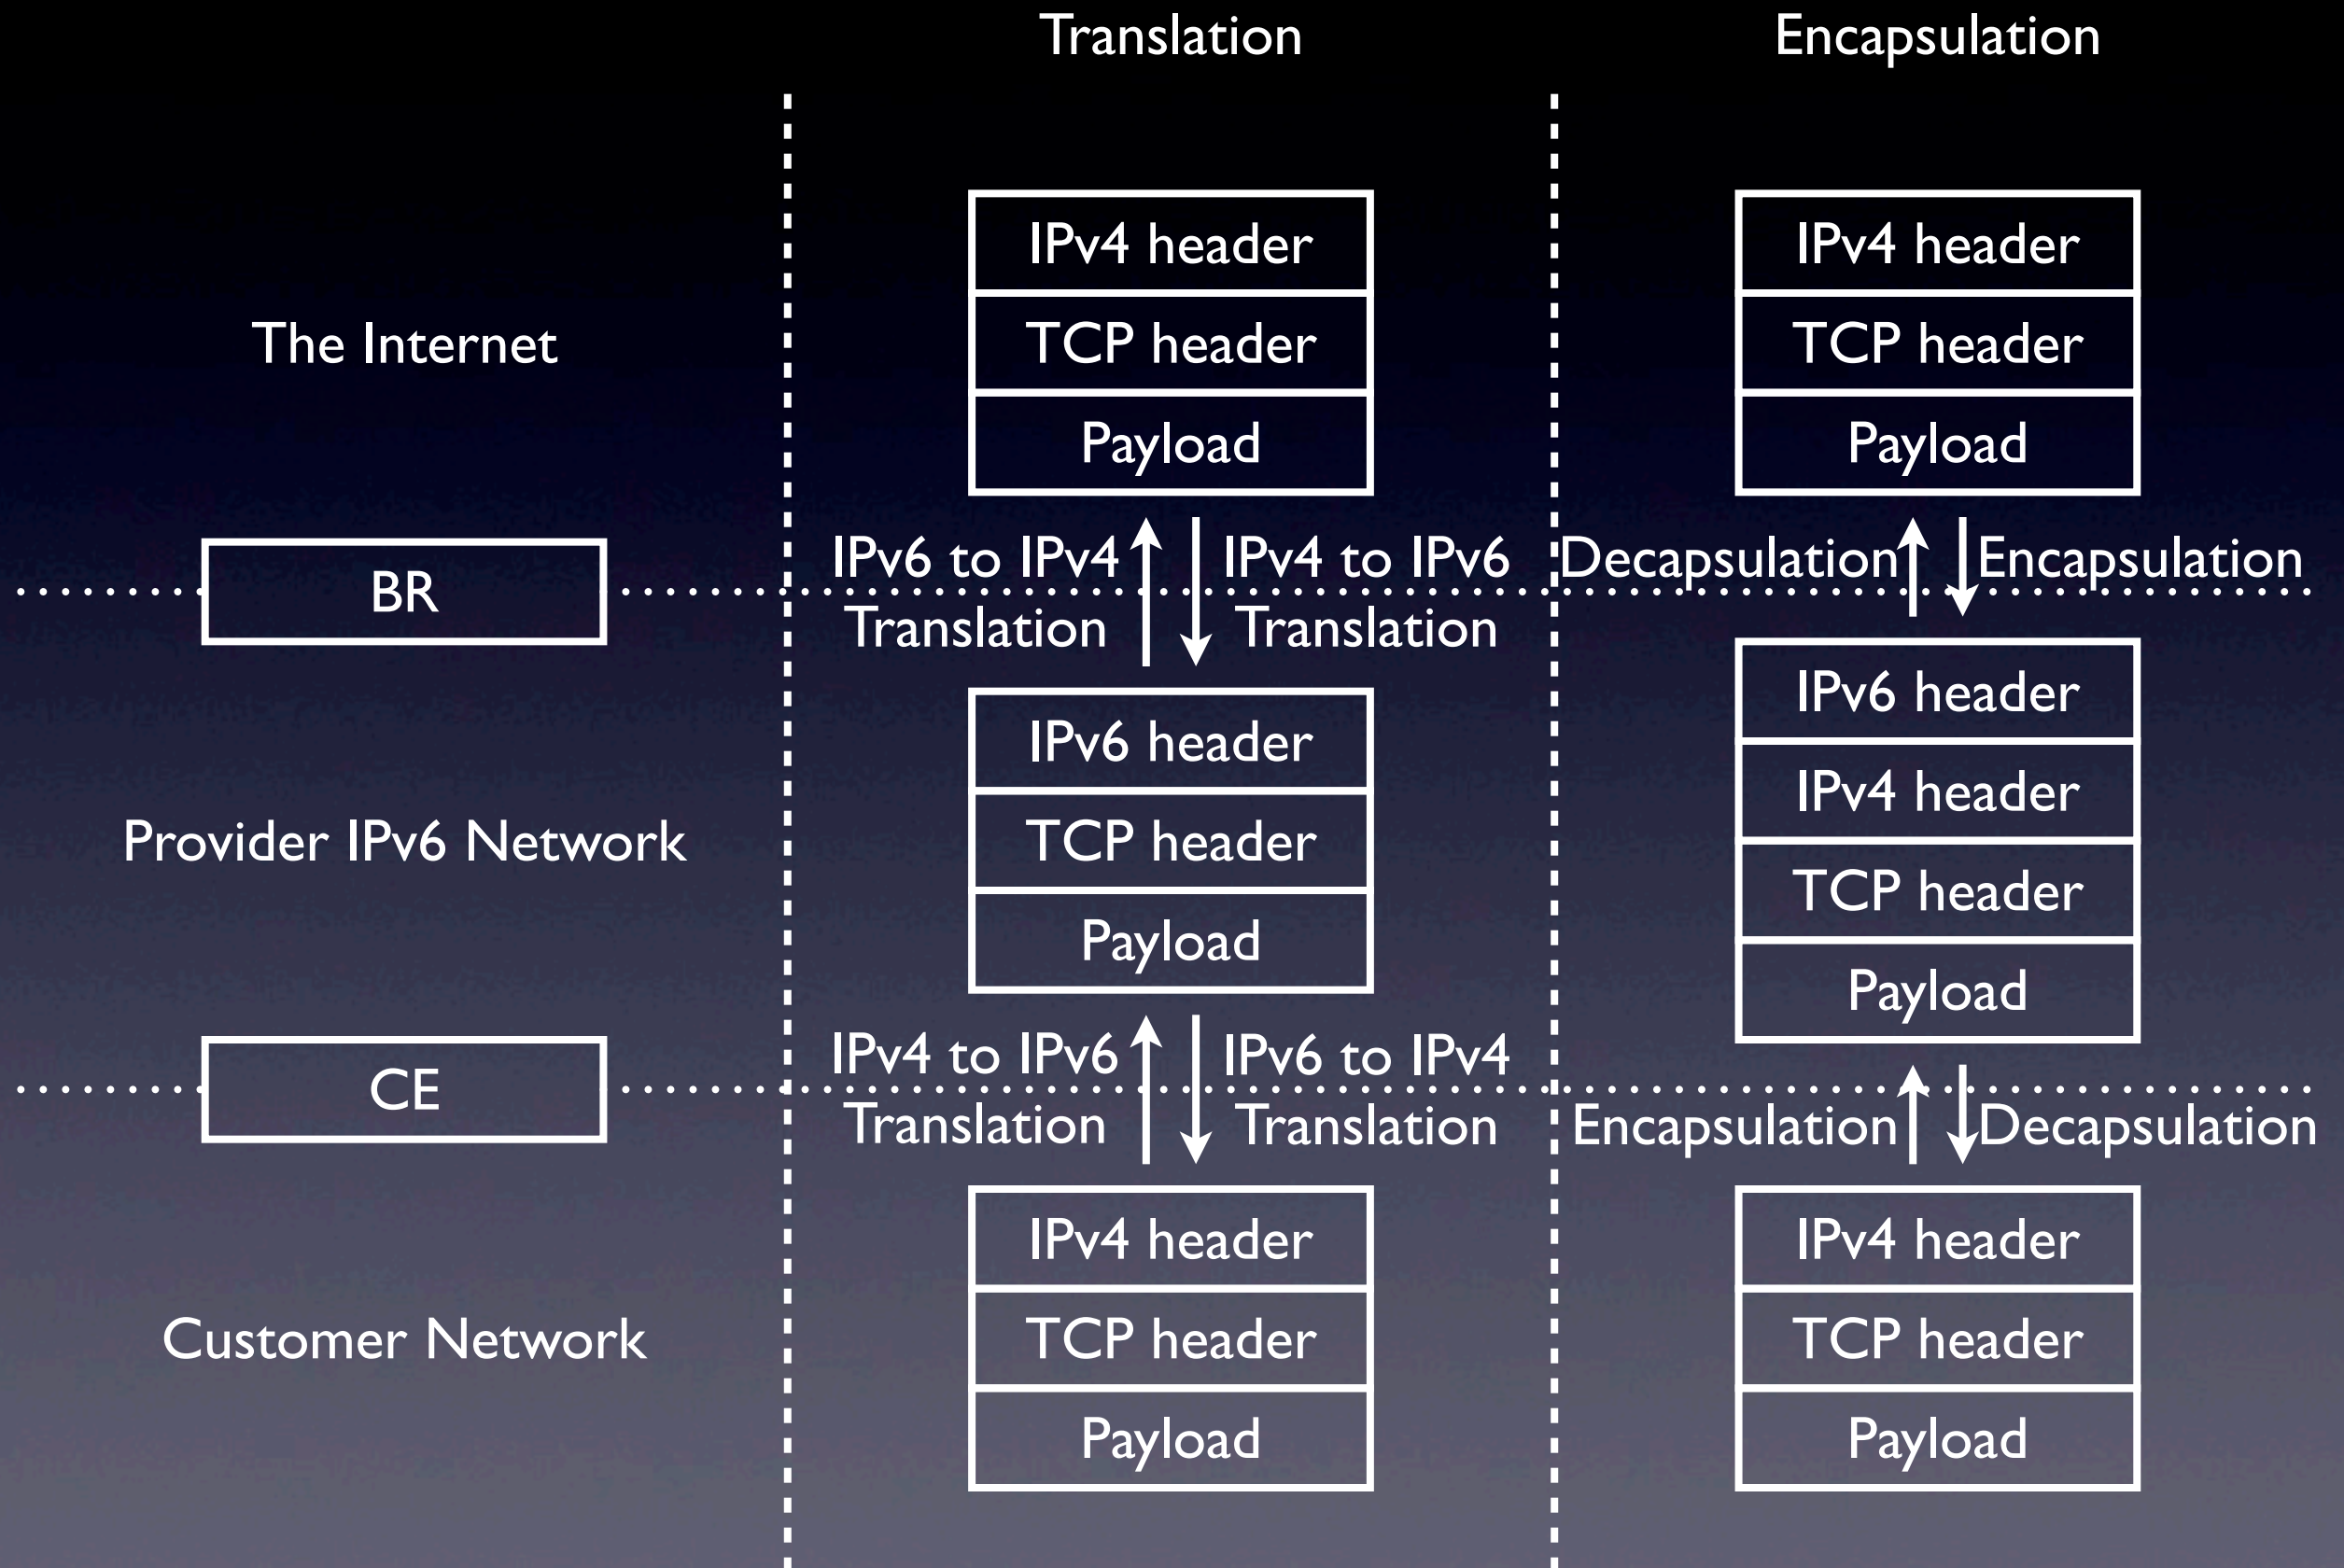 Translation
Encapsulation
IPv4 header
IPv4 header
The Internet
TCP header
TCP header
Payload
Payload
BR
IPv6 to IPv4
Translation
IPv4 to IPv6
Translation
Decapsulation
Encapsulation
Provider IPv6 Network
IPv6 header
TCP header
Payload
IPv6 header
IPv4 header
TCP header
Payload
CE
IPv4 to IPv6
Translation
IPv6 to IPv4
Translation
Encapsulation
Decapsulation
Customer Network
IPv4 header
TCP header
Payload
IPv4 header
TCP header
Payload